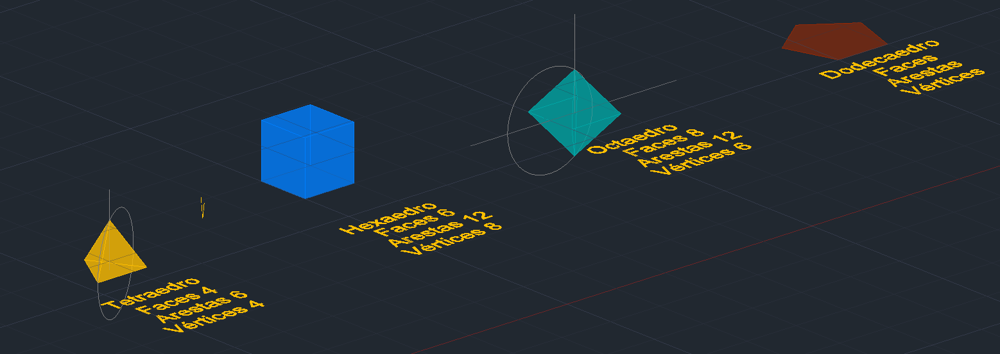 Tetraedro
Faces 4
Arestas 6
Vértices 4
Hexaedro
Faces 6
Arestas 12
Vértices 8
Octaedro
Faces 8
Arestas 12
Vértices 6
Dodecaedro
Faces
Arestas
Vértices